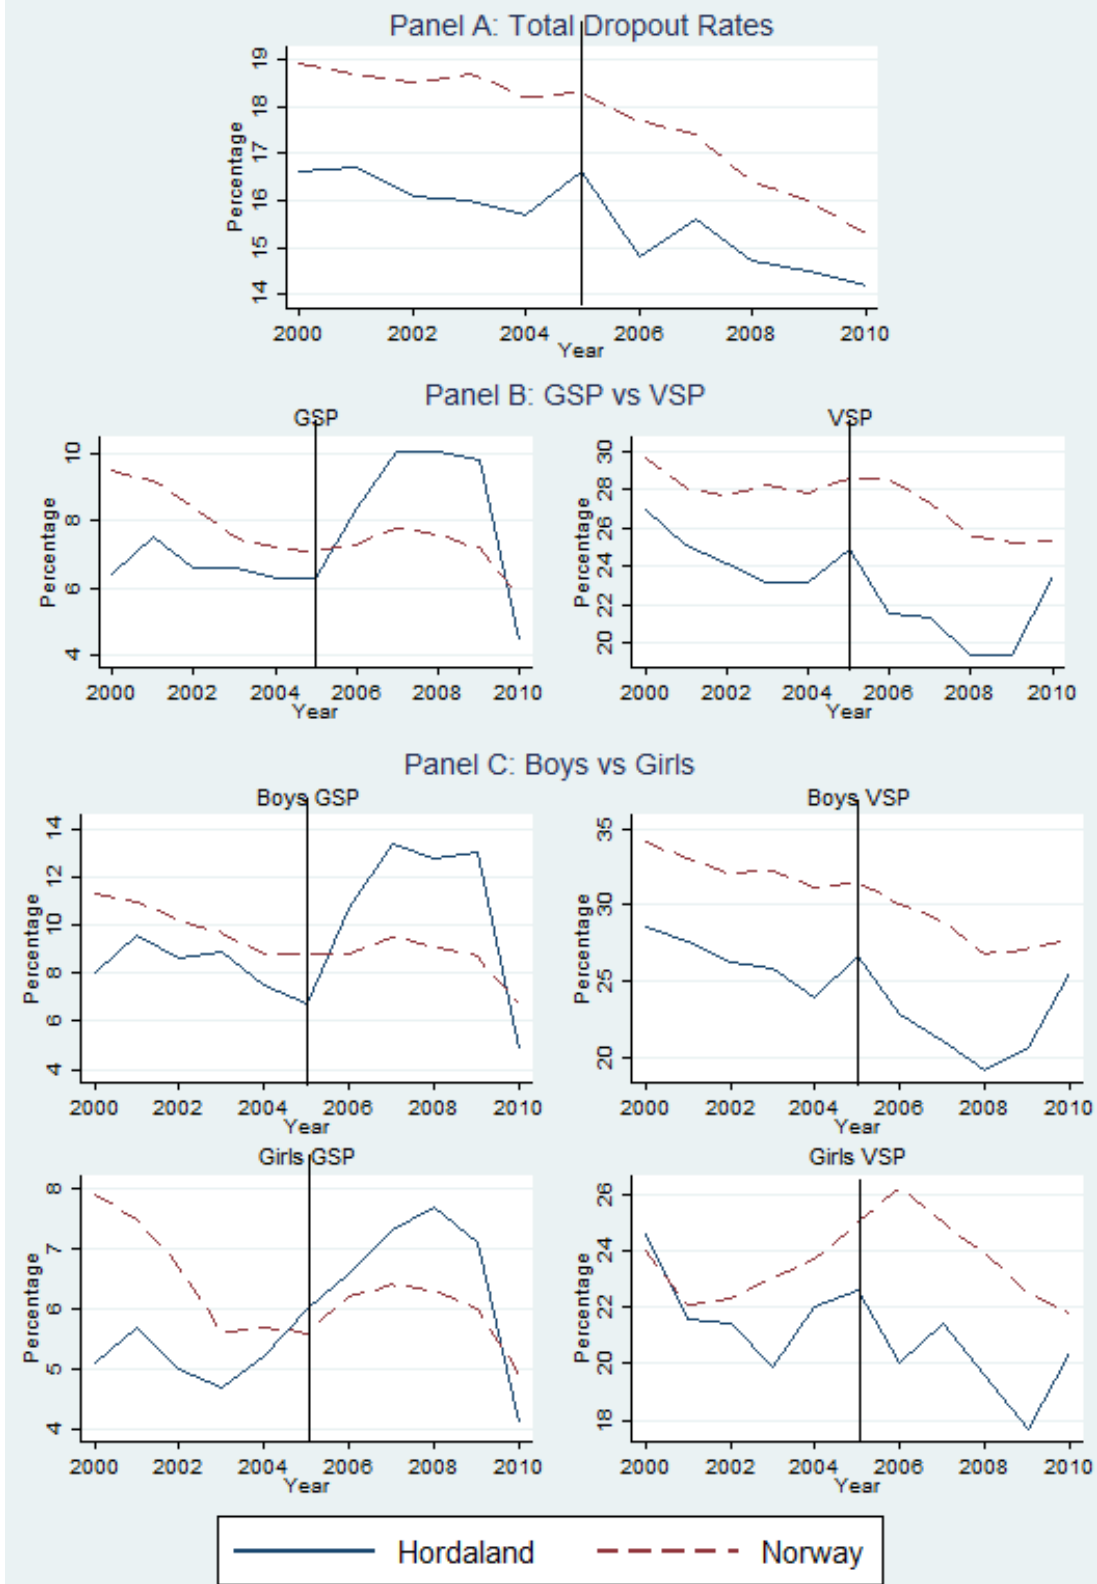 Panel A: Total Dropout Rates
Percentage
19
18
17
16
15
14
2000 2002 2004 2006 2008 2010
Year
Panel B: GSP vs VSP
GSP
Percentage
10
8
6
4
2000 2002 2004 2006 2008 2010
Year
VSP
Percentage
30
28
26
24
22
20
2000 2002 2004 2006 2008 2010
Year
Panel C: Boys vs Girls
Boys GSP
Percentage
14
12
10
8
6
4
2000 2002 2004 2006 2008 2010
Year
Boys VSP
Percentage
35
30
25
20
2000 2002 2004 2006 2008 2010
Year
Girls GSP
Percentage
8
7
6
5
4
2000 2002 2004 2006 2008 2010
Year
Girls VSP
Percentage
26
24
22
20
18
2000 2002 2004 2006 2008 2010
Year
Hordaland Norway